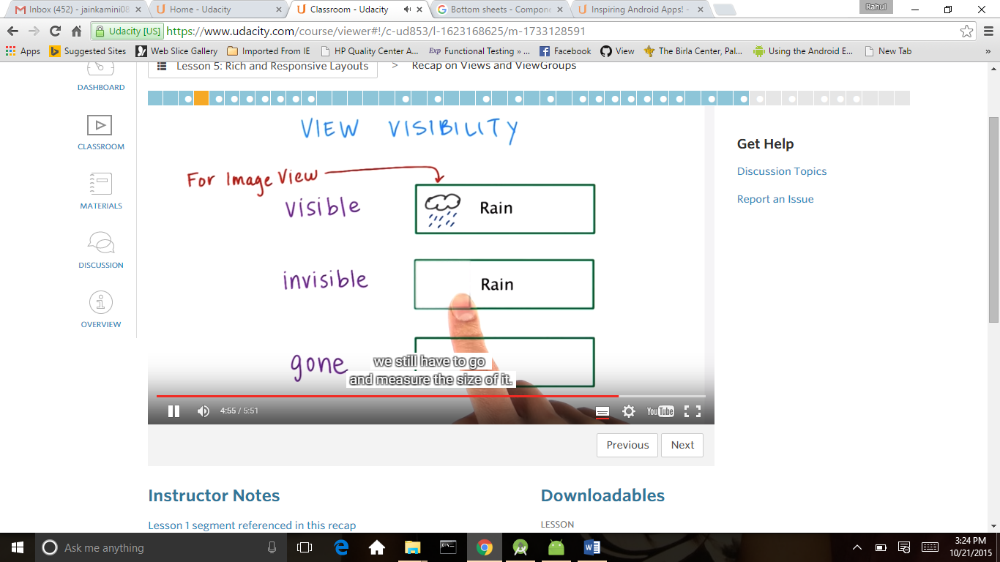 Inbox (452) - jainkamini08
Home - Udacity
Classroom - Udacity
Bottom sheets - Compone
Inspiring Android Apps! -
Rahul
Udacity [US]
https://www.udacity.com/course/viewer#!/c-ud853/l-1623168625/m-1733128591
Apps
Suggested Sites
Web Slice Gallery
Imported From IE
HP Quality Center A...
Exp Functional Testing » ...
Facebook
View
The Birla Center, Pal...
Using the Android E...
New Tab
»
Lesson 5: Rich and Responsive Layouts > Recap on Views and ViewGroups
DASHBOARD
CLASSROOM
MATERIALS
DISCUSSION
OVERVIEW
VIEW VISIBILITY
For Image View
visible
Rain
invisible
Rain
gone
we still have to go
and measure the size of it.
4:55 / 5:51
YouTube
Previous
Next
Get Help
Discussion Topics
Report an Issue
Instructor Notes
Lesson 1 segment referenced in this recap
Downloadables
LESSON
Ask me anything
3:24 PM
10/21/2015